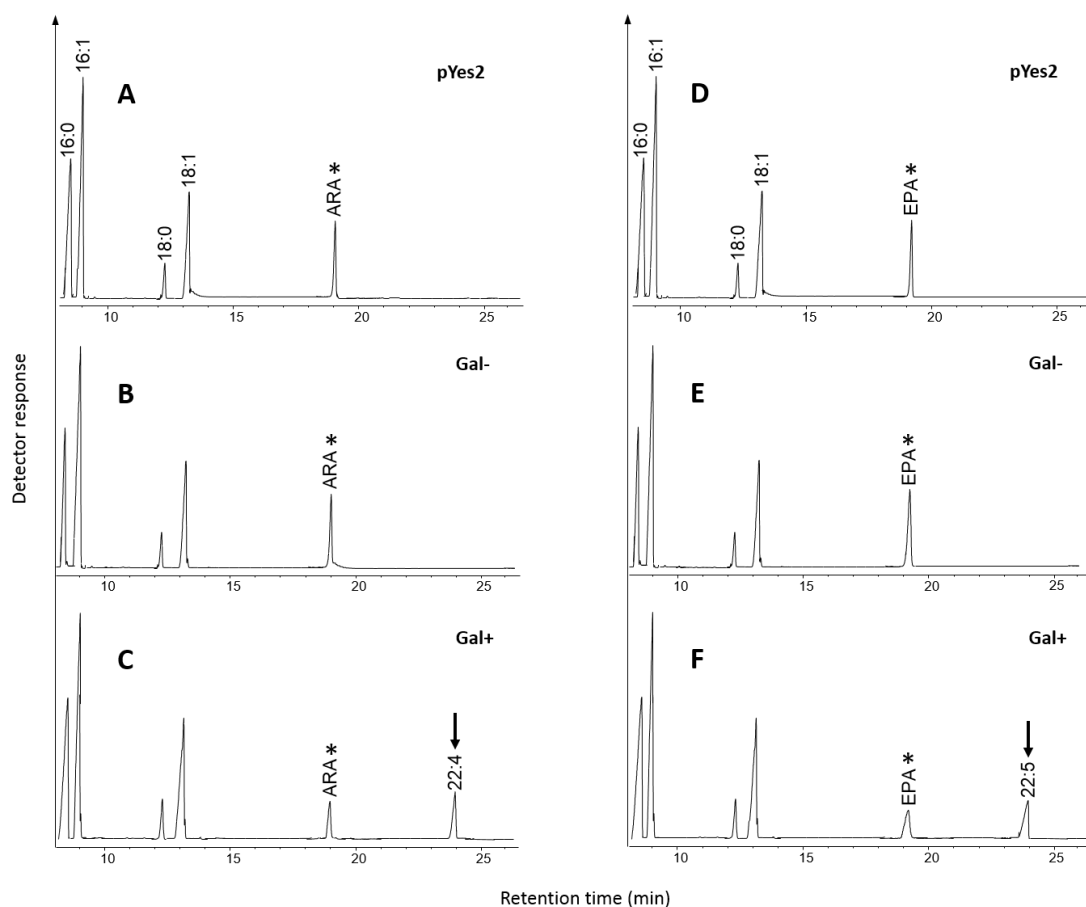 Detector response
A
pYes2
16:0
16:1
18:0
18:1
ARA *
10 15 20 25
B
Gal-
ARA *
10 15 20 25
C
Gal+
ARA *
22:4
10 15 20 25
D
pYes2
16:0
16:1
18:0
18:1
EPA *
10 15 20 25
E
Gal-
EPA *
10 15 20 25
F
Gal+
EPA *
22:5
10 15 20 25
Retention time (min)